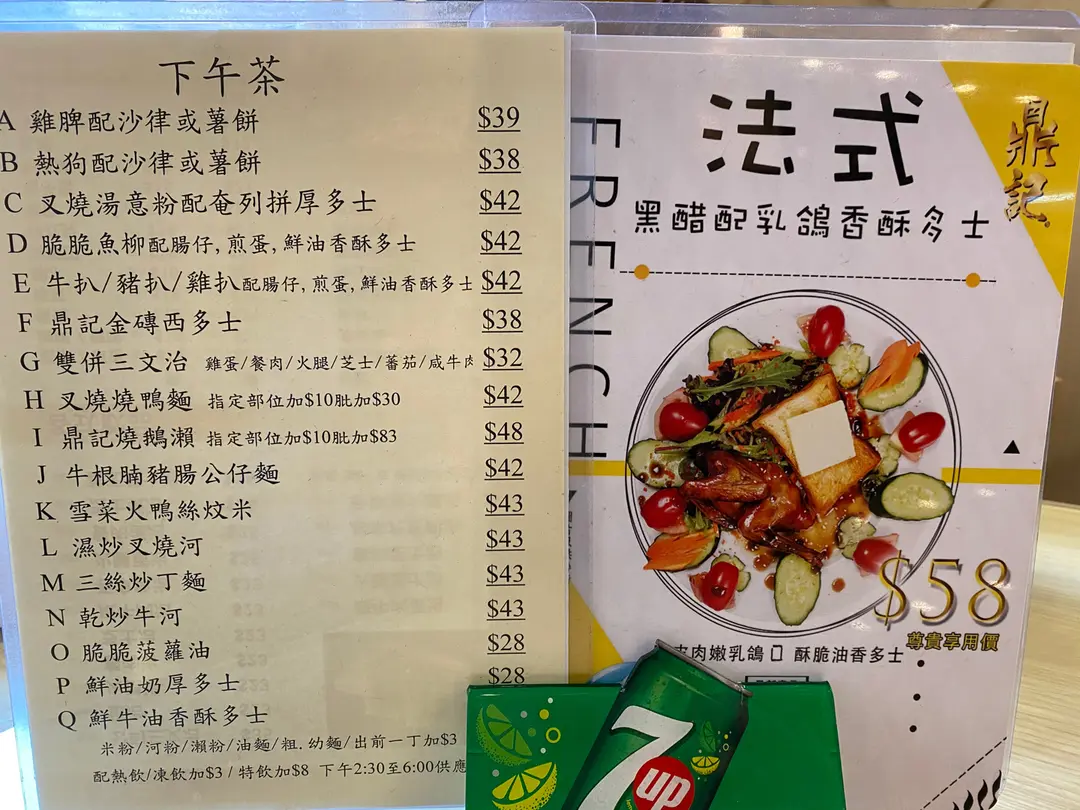 下午茶
A 雞脾配沙律或薯餅 $39
B 熱狗配沙律或薯餅 $38
C 叉燒湯意粉配奄列拼厚多士 $42
D 脆脆魚柳配腸仔,煎蛋,鮮油香酥多士 $42
E 牛扒/豬扒/雞扒配腸仔,煎蛋,鮮油香酥多士 $42
F 鼎記金磚西多士 $38
G 雙併三文治 雞蛋/餐肉/火腿/芝士/蕃茄/咸牛肉 $32
H 叉燒燒鴨麵 指定部位加$10肶加$30 $42
I 鼎記燒鵝瀨 指定部位加$10肶加$83 $48
J 牛根腩豬腸公仔麵 $42
K 雪菜火鴨絲炆米 $43
L 濕炒叉燒河 $43
M 三絲炒丁麵 $43
N 乾炒牛河 $43
O 脆脆菠蘿油 $28
P 鮮油奶厚多士 $28
Q 鮮牛油香酥多士
米粉/河粉/瀨粉/油麵/粗.幼麵/出前一丁加$3
配熱飲/凍飲加$3 / 特飲加$8 下午2:30至6:00供應
FRENCH
法式
黑醋配乳鴿香酥多士
鼎記
$58
尊貴享用價
皮肉嫩乳鴿 酥脆油香多士
7up